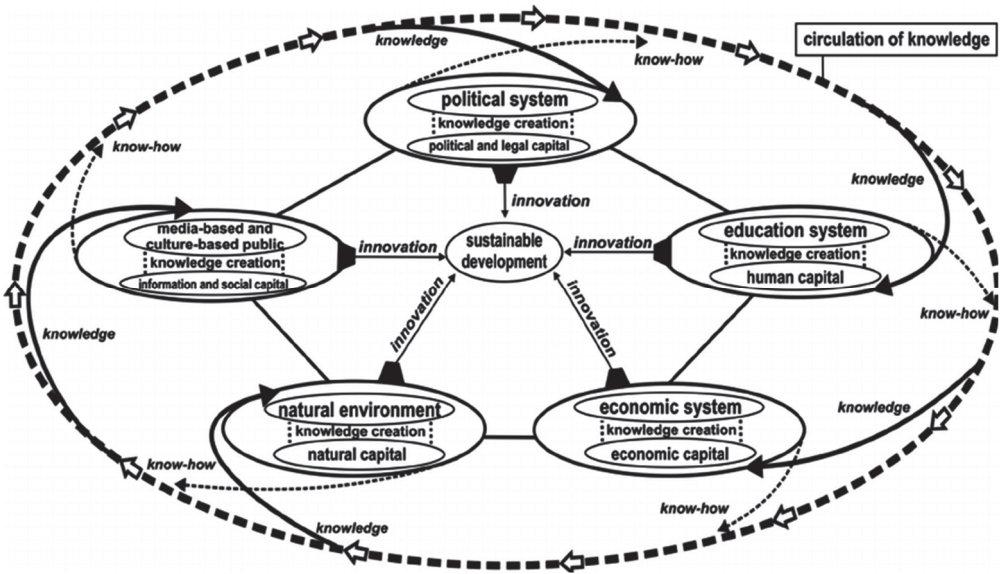 knowledge
know-how
circulation of knowledge
political system
knowledge creation
political and legal capital
know-how
knowledge
innovation
media-based and
culture-based public
knowledge creation
information and social capital
innovation
sustainable
development
innovation
education system
knowledge creation
human capital
know-how
knowledge
innovation
innovation
natural environment
knowledge creation
natural capital
economic system
knowledge creation
economic capital
knowledge
know-how
know-how
knowledge